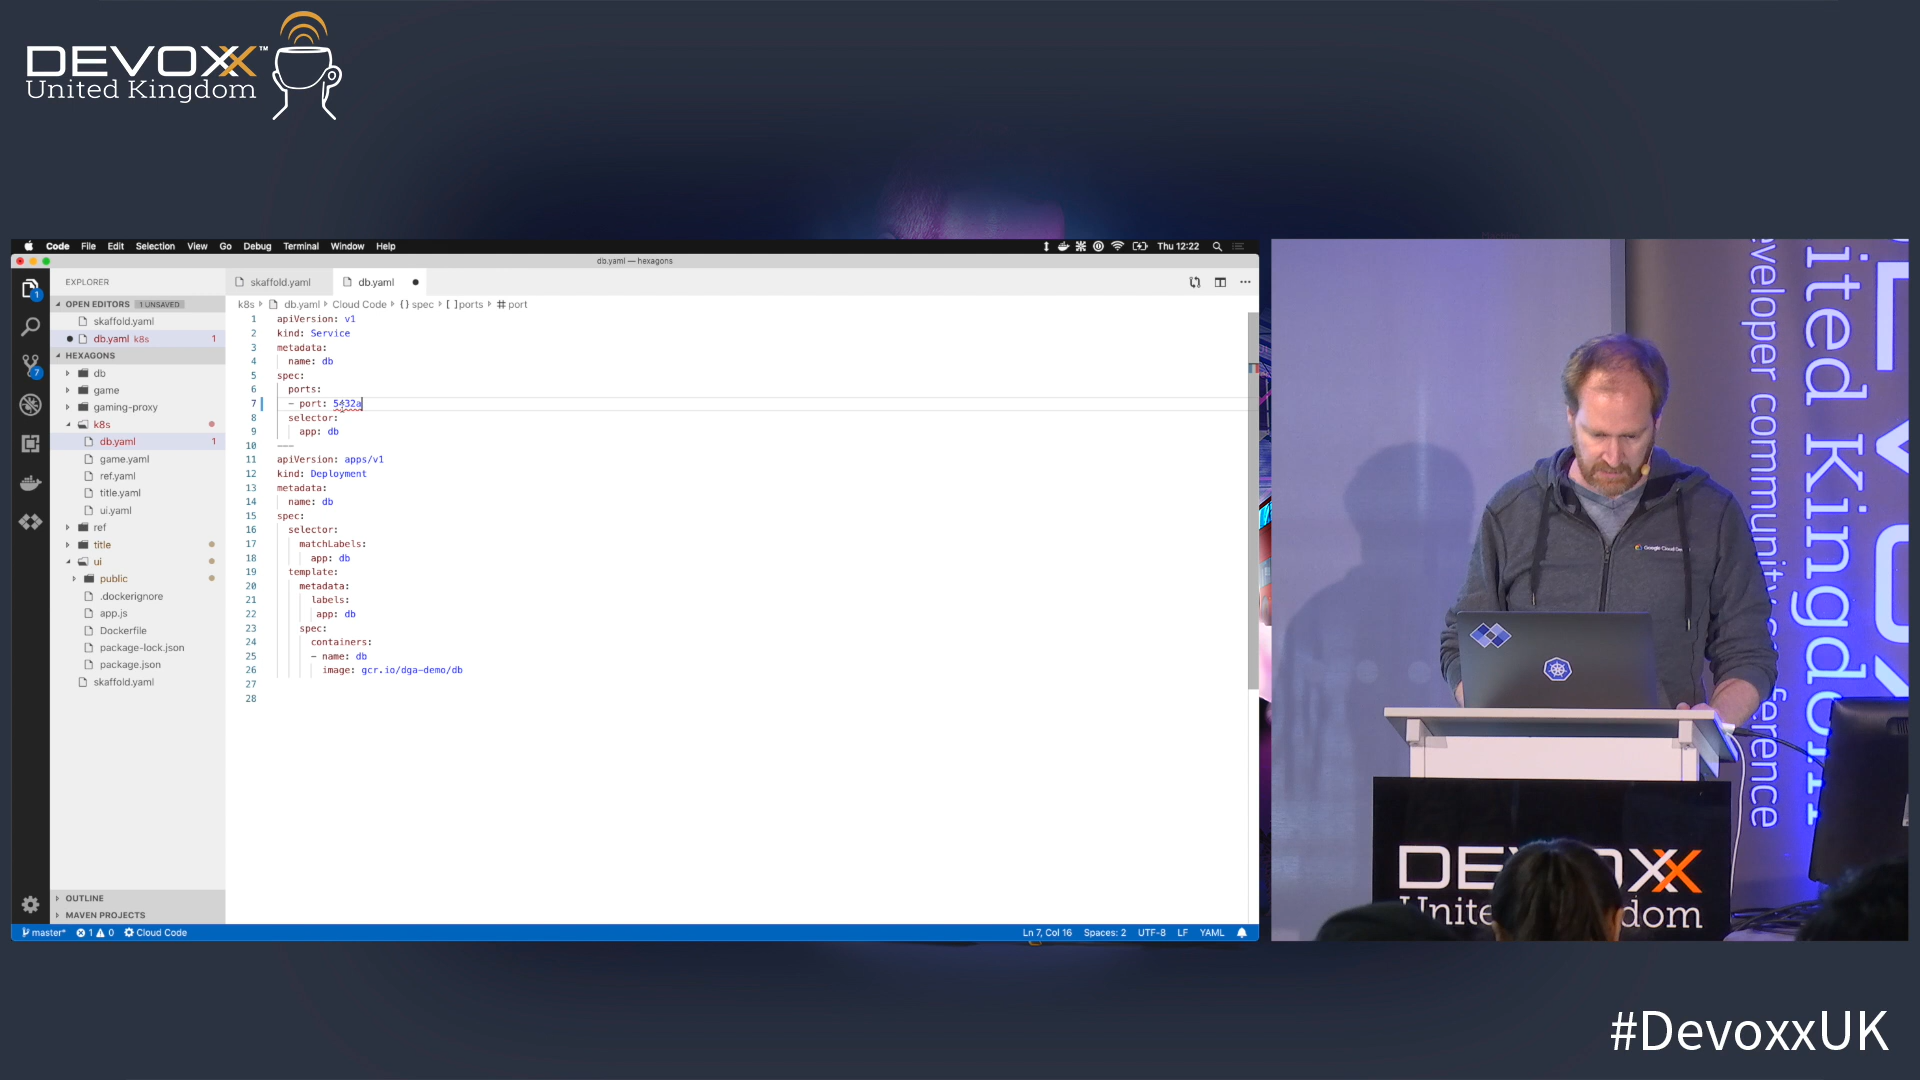 DEVOXX™
United Kingdom
Code File Edit Selection View Go Debug Terminal Window Help
Thu 12:22
db.yaml — hexagons
EXPLORER
OPEN EDITORS 1 UNSAVED
skaffold.yaml
db.yaml k8s 1
HEXAGONS
db
game
gaming-proxy
k8s
db.yaml 1
game.yaml
ref.yaml
title.yaml
ui.yaml
ref
title
ui
public
.dockerignore
app.js
Dockerfile
package-lock.json
package.json
skaffold.yaml
OUTLINE
MAVEN PROJECTS
1
7
skaffold.yaml db.yaml
k8s db.yaml Cloud Code {} spec [ ] ports # port
1 apiVersion: v1
2 kind: Service
3 metadata:
4 name: db
5 spec:
6 ports:
7 - port: 5432a
8 selector:
9 app: db
10 ---
11 apiVersion: apps/v1
12 kind: Deployment
13 metadata:
14 name: db
15 spec:
16 selector:
17 matchLabels:
18 app: db
19 template:
20 metadata:
21 labels:
22 app: db
23 spec:
24 containers:
25 - name: db
26 image: gcr.io/dga-demo/db
27
28
master* 1 0 Cloud Code
Ln 7, Col 16 Spaces: 2 UTF-8 LF YAML
Google Cloud
DEVOXX
United Kingdom
#DevoxxUK